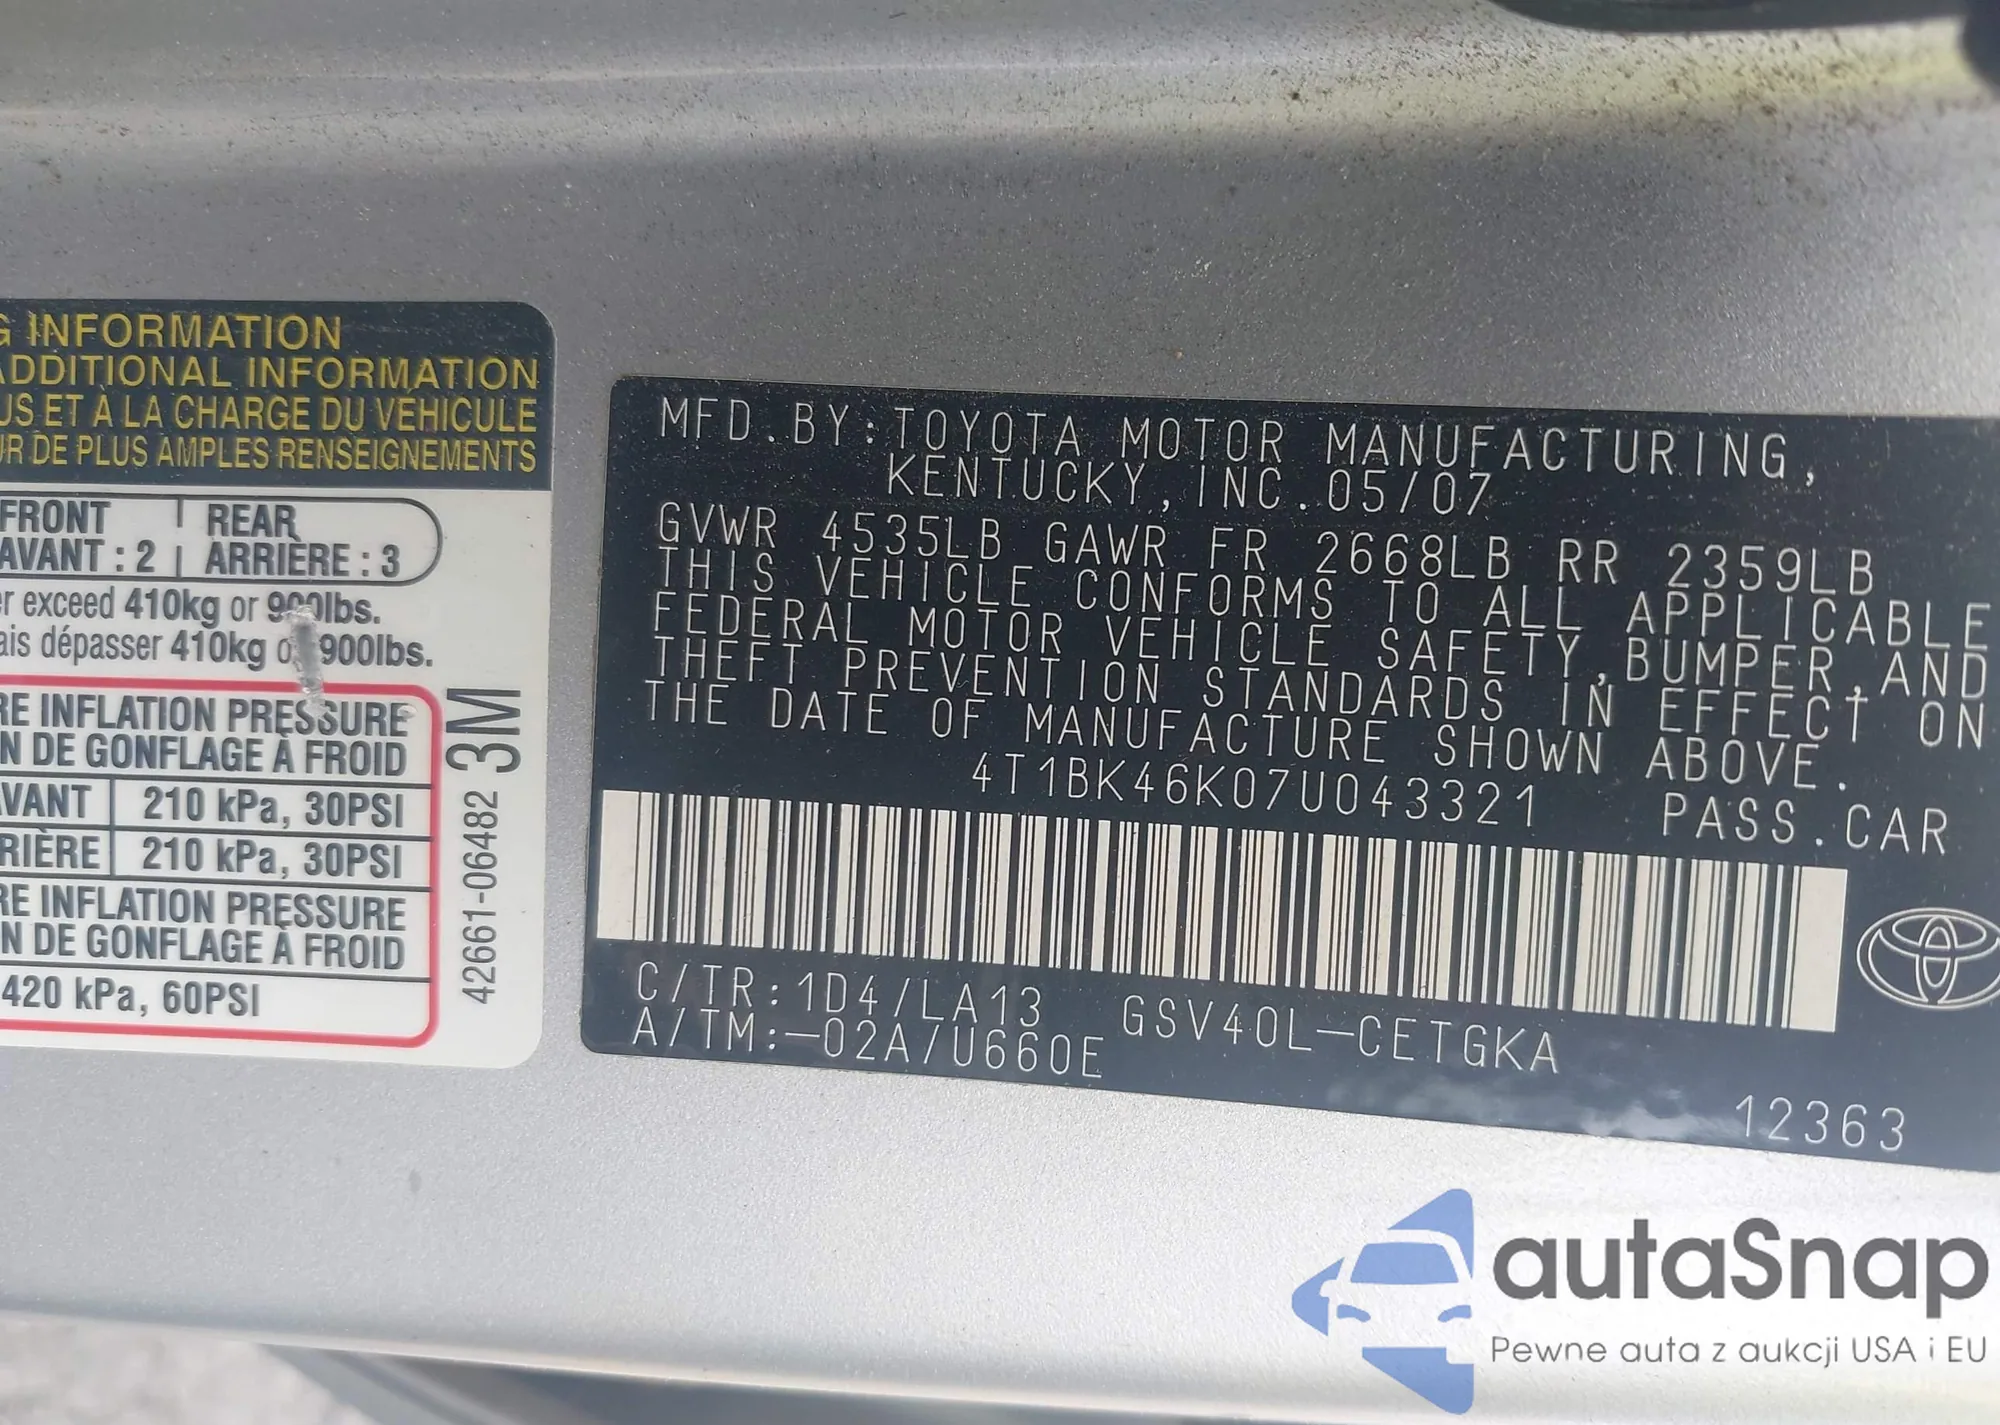 G INFORMATION
ADDITIONAL INFORMATION
US ET À LA CHARGE DU VÉHICULE
UR DE PLUS AMPLES RENSEIGNEMENTS
FRONT REAR
AVANT : 2 ARRIÈRE : 3
er exceed 410kg or 900lbs.
ais dépasser 410kg o 900lbs.
RE INFLATION PRESSURE
N DE GONFLAGE À FROID
AVANT 210 kPa, 30PSI
RIÈRE 210 kPa, 30PSI
RE INFLATION PRESSURE
N DE GONFLAGE À FROID
420 kPa, 60PSI
42661-06482 3M
MFD.BY:TOYOTA MOTOR MANUFACTURING,
KENTUCKY,INC.05/07
GVWR 4535LB GAWR FR 2668LB RR 2359LB
THIS VEHICLE CONFORMS TO ALL APPLICABLE
FEDERAL MOTOR VEHICLE SAFETY,BUMPER,AND
THEFT PREVENTION STANDARDS IN EFFECT ON
THE DATE OF MANUFACTURE SHOWN ABOVE.
4T1BK46K07U043321 PASS.CAR
C/TR:1D4/LA13 GSV40L-CETGKA
A/TM:-02A/U660E
12363
autaSnap
Pewne auta z aukcji USA i EU